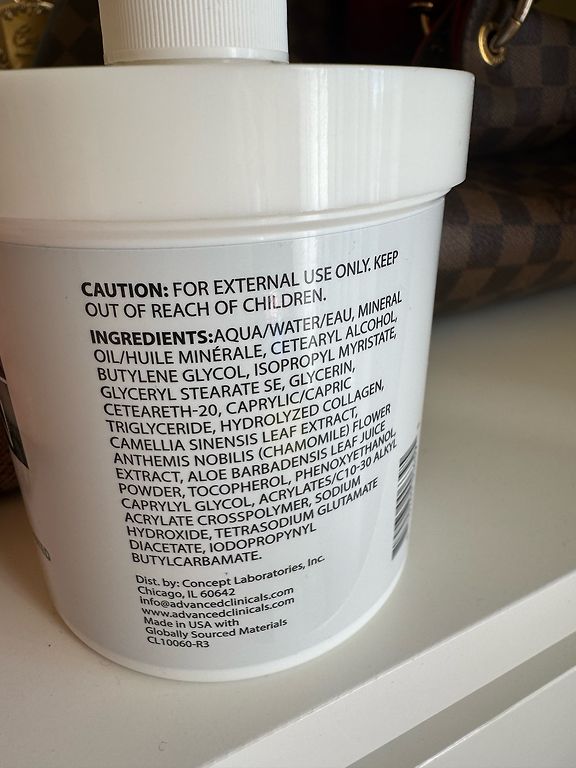 CAUTION: FOR EXTERNAL USE ONLY. KEEP
OUT OF REACH OF CHILDREN.
INGREDIENTS:AQUA/WATER/EAU, MINERAL
OIL/HUILE MINÉRALE, CETEARYL ALCOHOL,
BUTYLENE GLYCOL, ISOPROPYL MYRISTATE,
GLYCERYL STEARATE SE, GLYCERIN,
CETEARETH-20, CAPRYLIC/CAPRIC
TRIGLYCERIDE, HYDROLYZED COLLAGEN,
CAMELLIA SINENSIS LEAF EXTRACT,
ANTHEMIS NOBILIS (CHAMOMILE) FLOWER
EXTRACT, ALOE BARBADENSIS LEAF JUICE
POWDER, TOCOPHEROL, PHENOXYETHANOL,
CAPRYLYL GLYCOL, ACRYLATES/C10-30 ALKYL
ACRYLATE CROSSPOLYMER, SODIUM
HYDROXIDE, TETRASODIUM GLUTAMATE
DIACETATE, IODOPROPYNYL
BUTYLCARBAMATE.
Dist. by: Concept Laboratories, Inc.
Chicago, IL 60642
info@advancedclinicals.com
www.advancedclinicals.com
Made in USA with
Globally Sourced Materials
CL10060-R3